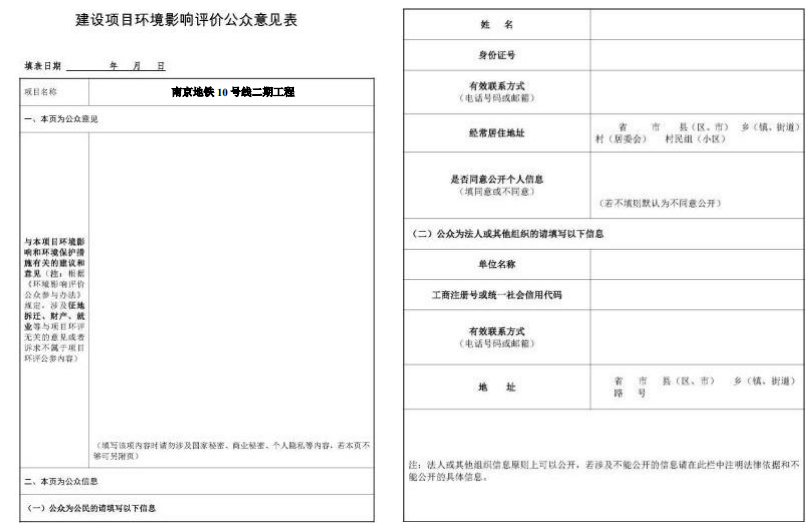 建设项目环境影响评价公众意见表
填表日期 年 月 日
项目名称
南京地铁 10 号线二期工程
一、本页为公众意见
与本项目环境影
响和环境保护措
施有关的建议和
意见（注：根据
《环境影响评价
公众参与办法》
规定，涉及征地
拆迁、财产、就
业等与项目环评
无关的意见或者
诉求不属于项目
环评公参内容）
（填写该项内容时请勿涉及国家秘密、商业秘密、个人隐私等内容，若本页不
够可另附页）
二、本页为公众信息
（一）公众为公民的请填写以下信息
姓 名
身份证号
有效联系方式
（电话号码或邮箱）
经常居住地址
省 市 县（区、市） 乡（镇、街道）
村（居委会） 村民组（小区）
是否同意公开个人信息
（填同意或不同意）
（若不填则默认为不同意公开）
（二）公众为法人或其他组织的请填写以下信息
单位名称
工商注册号或统一社会信用代码
有效联系方式
（电话号码或邮箱）
地 址
省 市 县（区、市） 乡（镇、街道）
路 号
注：法人或其他组织信息原则上可以公开，若涉及不能公开的信息请在此栏中注明法律依据和不
能公开的具体信息。